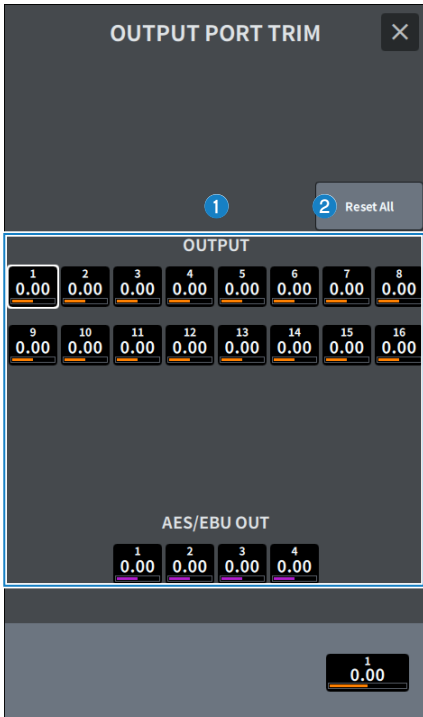 OUTPUT PORT TRIM ×
1
2 Reset All
OUTPUT
1 2 3 4 5 6 7 8
0.00 0.00 0.00 0.00 0.00 0.00 0.00 0.00
9 10 11 12 13 14 15 16
0.00 0.00 0.00 0.00 0.00 0.00 0.00 0.00
AES/EBU OUT
1 2 3 4
0.00 0.00 0.00 0.00
1
0.00